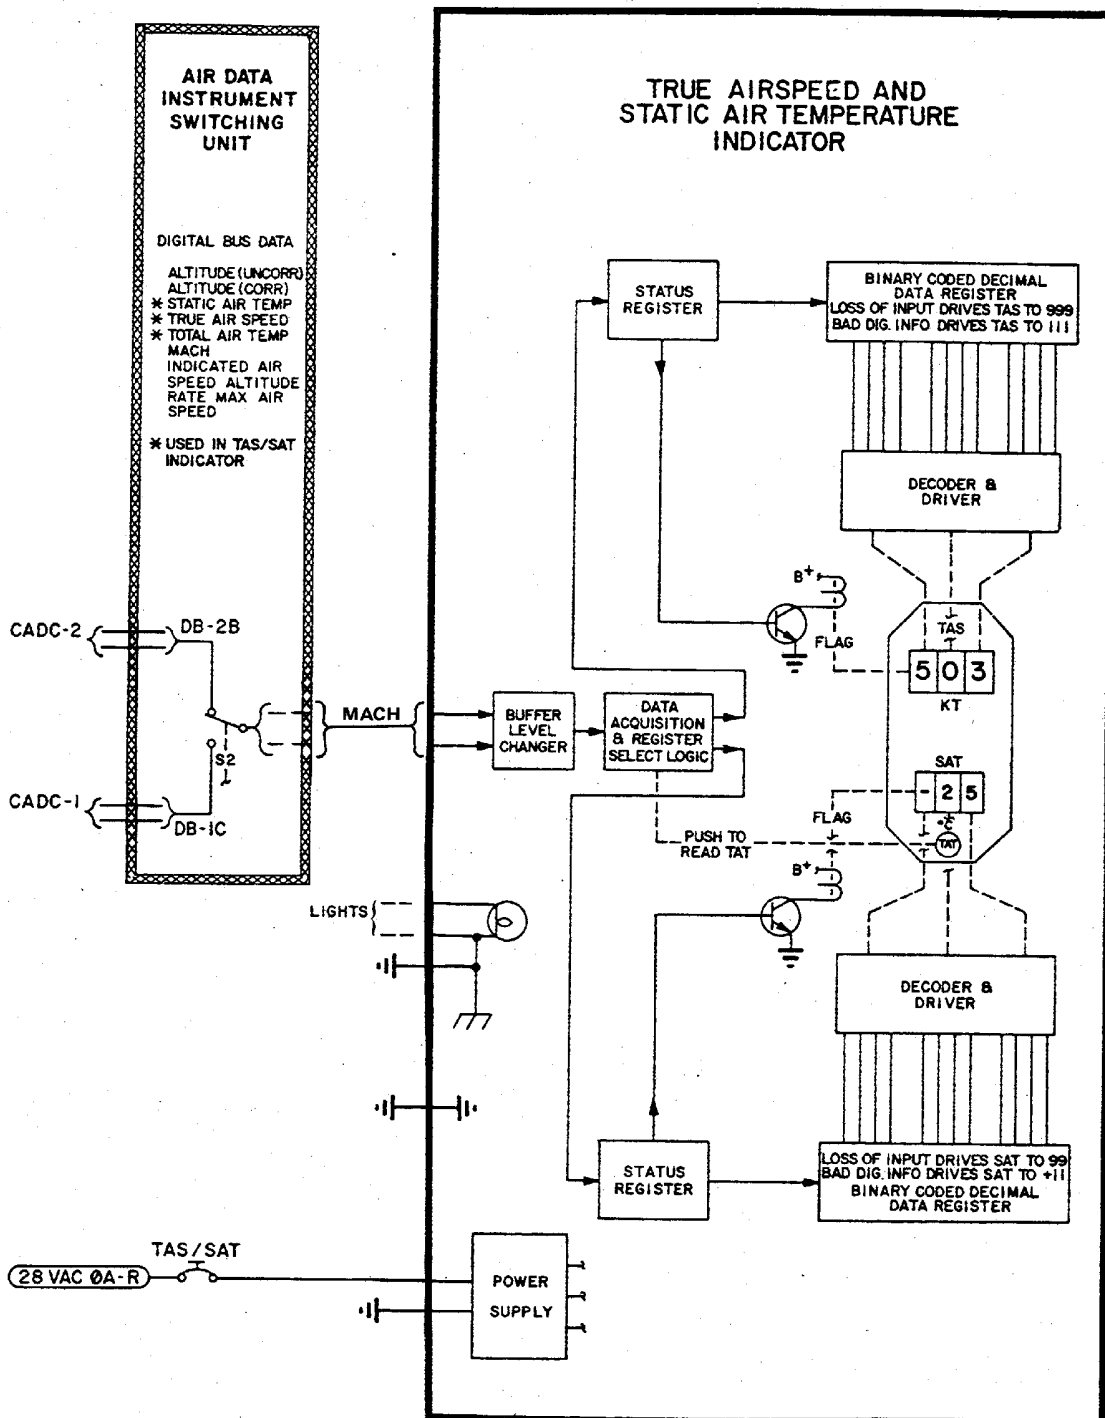 AIR DATA
INSTRUMENT
SWITCHING
UNIT
DIGITAL BUS DATA
ALTITUDE (UNCORR)
ALTITUDE (CORR)
* STATIC AIR TEMP
* TRUE AIR SPEED
* TOTAL AIR TEMP
MACH
INDICATED AIR
SPEED ALTITUDE
RATE MAX AIR
SPEED
* USED IN TAS/SAT
INDICATOR
CADC-2
DB-2B
S2
CADC-1
DB-1C
MACH
TRUE AIRSPEED AND
STATIC AIR TEMPERATURE
INDICATOR
STATUS
REGISTER
BINARY CODED DECIMAL
DATA REGISTER
LOSS OF INPUT DRIVES TAS TO 999
BAD DIG. INFO DRIVES TAS TO 111
DECODER &
DRIVER
B+
FLAG
TAS
5 0 3
KT
BUFFER
LEVEL
CHANGER
DATA
ACQUISITION
& REGISTER
SELECT LOGIC
SAT
- 2 5
±
°C
TAT
FLAG
PUSH TO
READ TAT
B+
LIGHTS
DECODER &
DRIVER
STATUS
REGISTER
LOSS OF INPUT DRIVES SAT TO 99
BAD DIG. INFO DRIVES SAT TO +11
BINARY CODED DECIMAL
DATA REGISTER
TAS/SAT
28 VAC ØA-R
POWER
SUPPLY